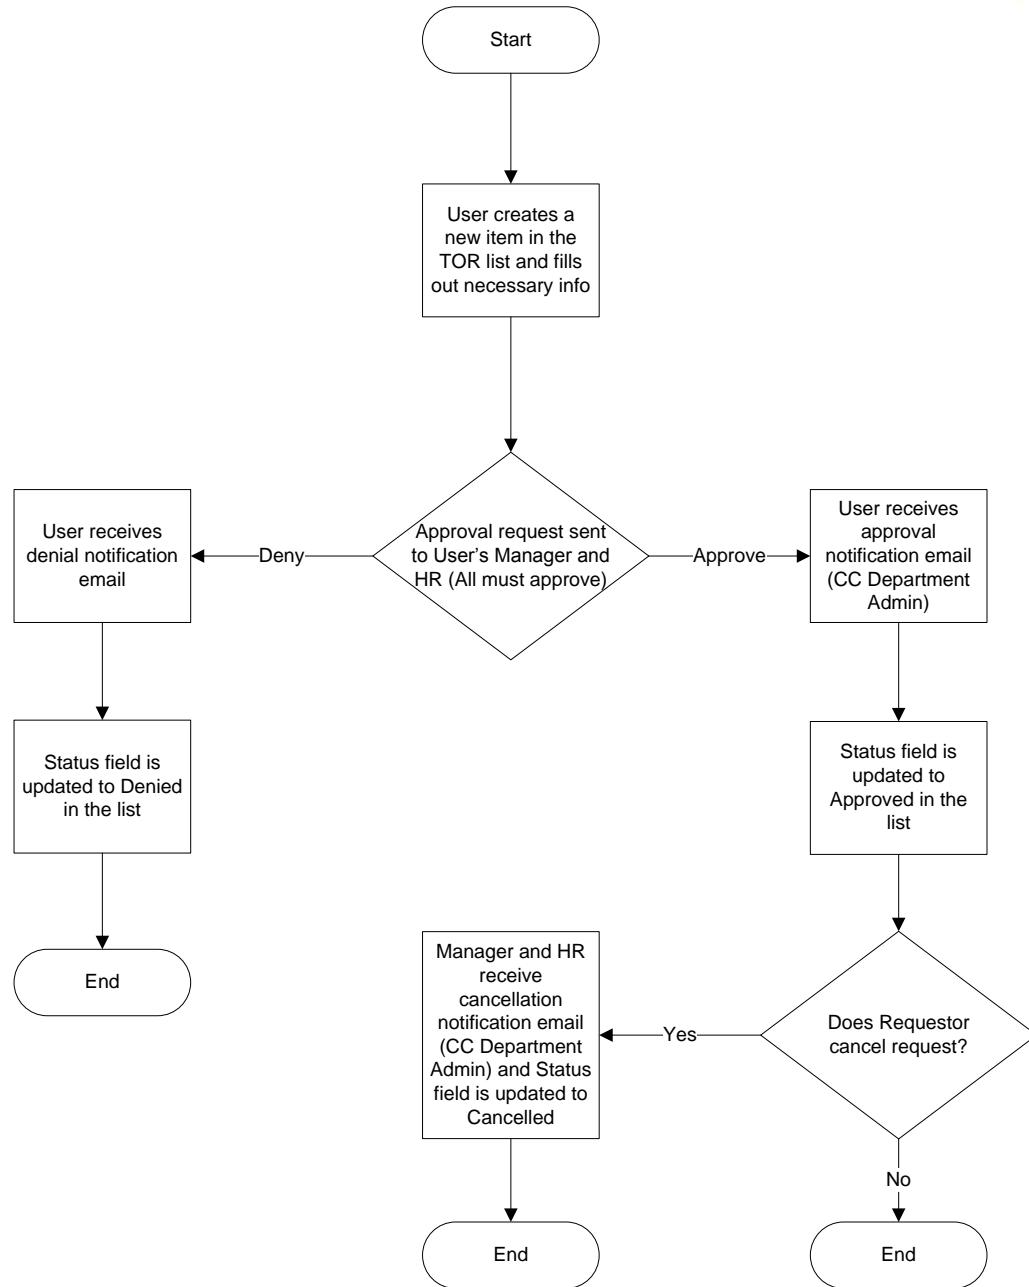 Start
User creates a
new item in the
TOR list and fills
out necessary info
Approval request sent
to User's Manager and
HR (All must approve)
Deny
Approve
User receives
denial notification
email
User receives
approval
notification email
(CC Department
Admin)
Status field is
updated to Denied
in the list
Status field is
updated to
Approved in the
list
End
Manager and HR
receive
cancellation
notification email
(CC Department
Admin) and Status
field is updated to
Cancelled
Yes
Does Requestor
cancel request?
No
End
End